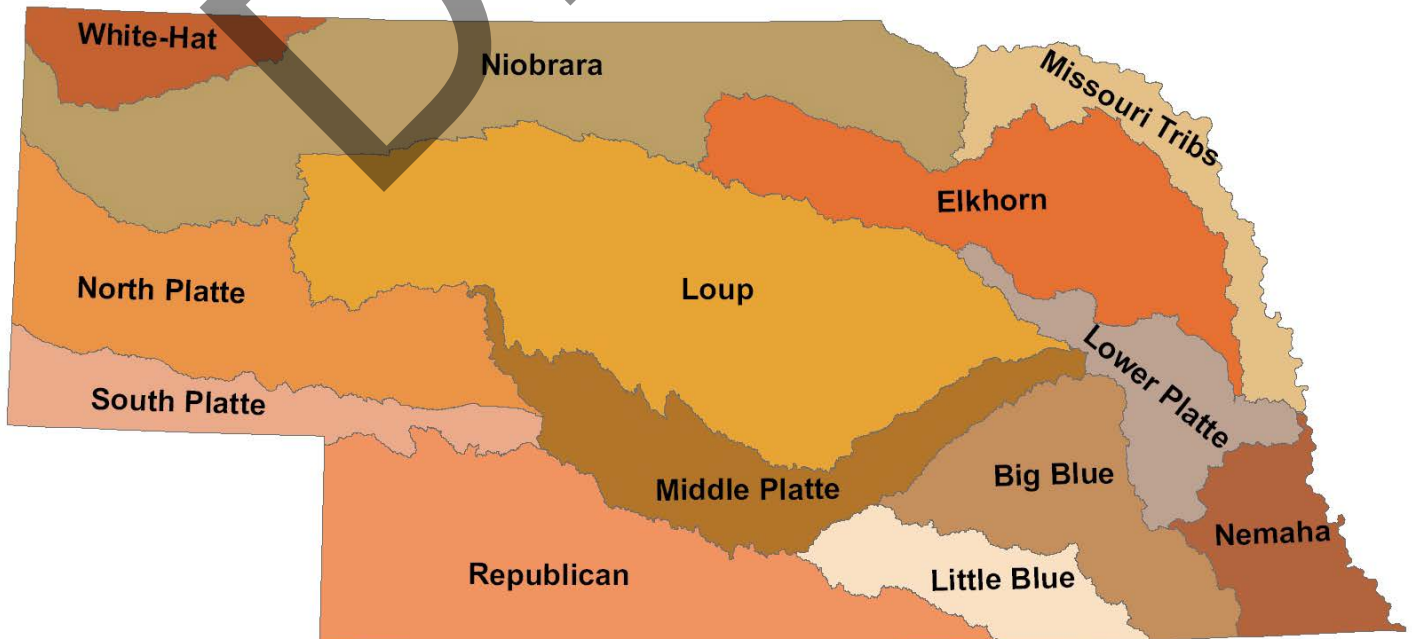 White-Hat
Niobrara
Missouri Tribs
Elkhorn
North Platte
Loup
Lower Platte
South Platte
Middle Platte
Big Blue
Nemaha
Republican
Little Blue